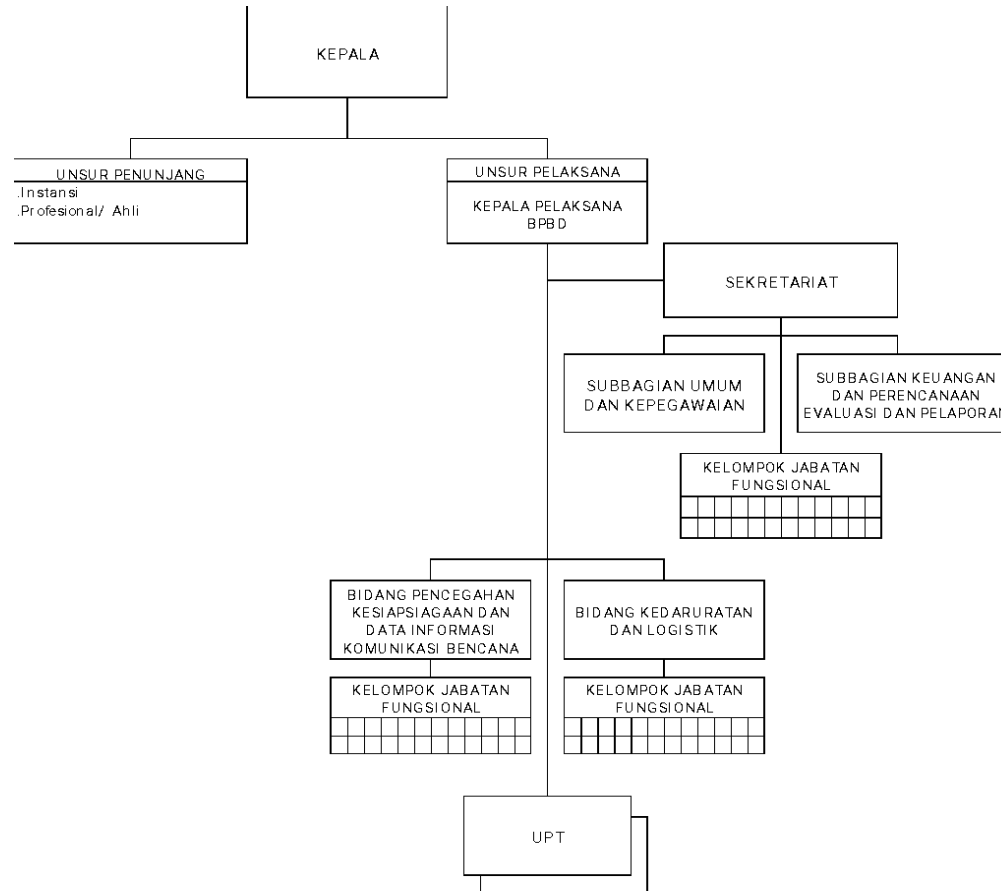 KEPALA
UNSUR PENUNJANG
.Instansi
.Profesional/ Ahli
UNSUR PELAKSANA
KEPALA PELAKSANA
BPBD
SEKRETARIAT
SUBBAGIAN UMUM
DAN KEPEGAWAIAN
SUBBAGIAN KEUANGAN
DAN PERENCANAAN
EVALUASI DAN PELAPORAN
KELOMPOK JABATAN
FUNGSIONAL
BIDANG PENCEGAHAN
KESIAPSIAGAAN DAN
DATA INFORMASI
KOMUNIKASI BENCANA
BIDANG KEDARURATAN
DAN LOGISTIK
KELOMPOK JABATAN
FUNGSIONAL
KELOMPOK JABATAN
FUNGSIONAL
UPT